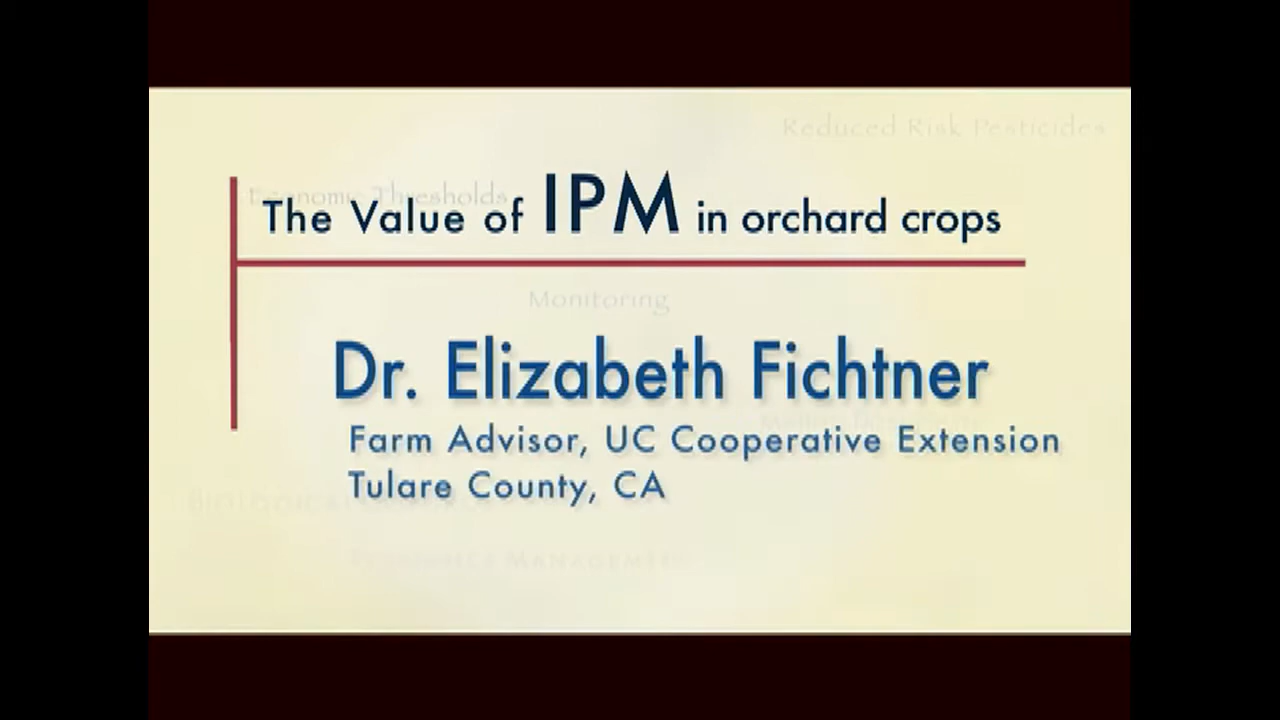 Reduced Risk Pesticides
Economic Thresholds
The Value of IPM in orchard crops
Monitoring
Dr. Elizabeth Fichtner
Farm Advisor, UC Cooperative Extension
Tulare County, CA
Management